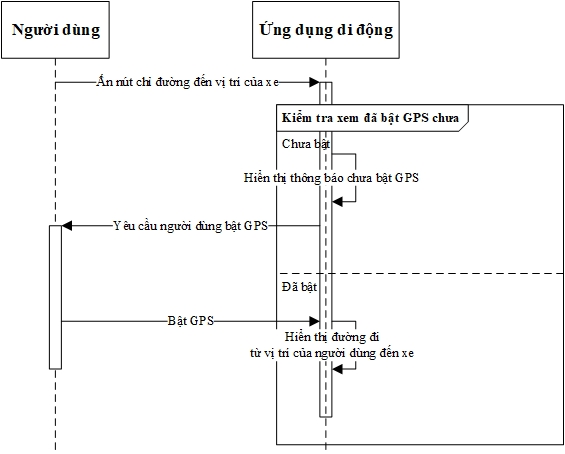 Người dùng
Ứng dụng di động
Ấn nút chỉ đường đến vị trí của xe
Kiểm tra xem đã bật GPS chưa
Chưa bật
Hiển thị thông báo chưa bật GPS
Yêu cầu người dùng bật GPS
Đã bật
Bật GPS
Hiển thị đường đi
từ vị trí của người dùng đến xe